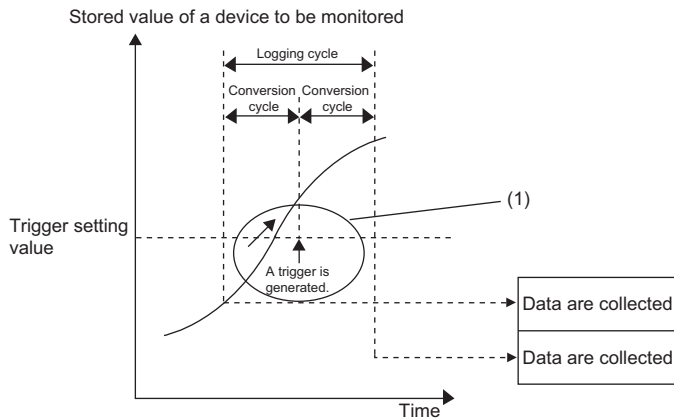 Stored value of a device to be monitored
Logging cycle
Conversion
cycle
Conversion
cycle
(1)
Trigger setting
value
A trigger is
generated.
Data are collected
Data are collected
Time